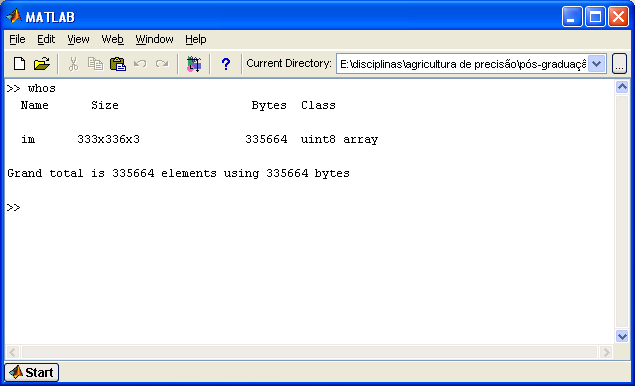 MATLAB
File Edit View Web Window Help
Current Directory: E:\disciplinas\agricultura de precisão\pós-graduaçã
...
>> whos
Name Size Bytes Class
im 333x336x3 335664 uint8 array
Grand total is 335664 elements using 335664 bytes
>>
Start